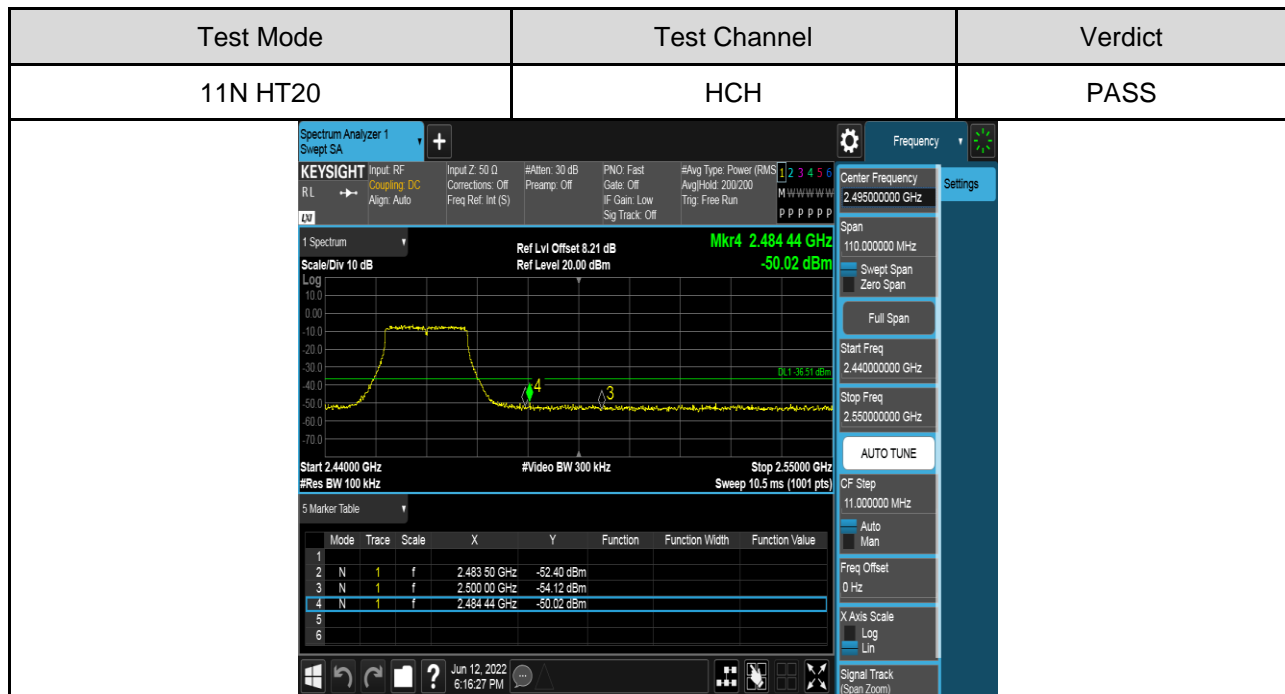 Test Mode Test Channel Verdict
11N HT20 HCH PASS
Spectrum Analyzer 1
Swept SA
Frequency
KEYSIGHT Input: RF Input Z: 50 Ω #Atten: 30 dB PNO: Fast #Avg Type: Power (RMS 1 2 3 4 5 6
RL Coupling: DC Corrections: Off Preamp: Off Gate: Off Avg|Hold: 200/200 M W W W W W
Align: Auto Freq Ref: Int (S) IF Gain: Low Trig: Free Run
LXI Sig Track: Off P P P P P P
Center Frequency
2.495000000 GHz
Settings
1 Spectrum
Ref Lvl Offset 8.21 dB Mkr4 2.484 44 GHz
Scale/Div 10 dB Ref Level 20.00 dBm -50.02 dBm
Span
110.000000 MHz
Swept Span
Zero Span
Full Span
Start Freq
2.440000000 GHz
Stop Freq
2.550000000 GHz
AUTO TUNE
CF Step
11.000000 MHz
Auto
Man
Freq Offset
0 Hz
X Axis Scale
Log
Lin
Signal Track
(Span Zoom)
Log
10.0
0.00
-10.0
-20.0
-30.0
DL1 -36.51 dBm
-40.0
4
3
-50.0
-60.0
-70.0
Start 2.44000 GHz #Video BW 300 kHz Stop 2.55000 GHz
#Res BW 100 kHz Sweep 10.5 ms (1001 pts)
5 Marker Table
Mode Trace Scale X Y Function Function Width Function Value
1
2 N 1 f 2.483 50 GHz -52.40 dBm
3 N 1 f 2.500 00 GHz -54.12 dBm
4 N 1 f 2.484 44 GHz -50.02 dBm
5
6
? Jun 12, 2022
6:16:27 PM